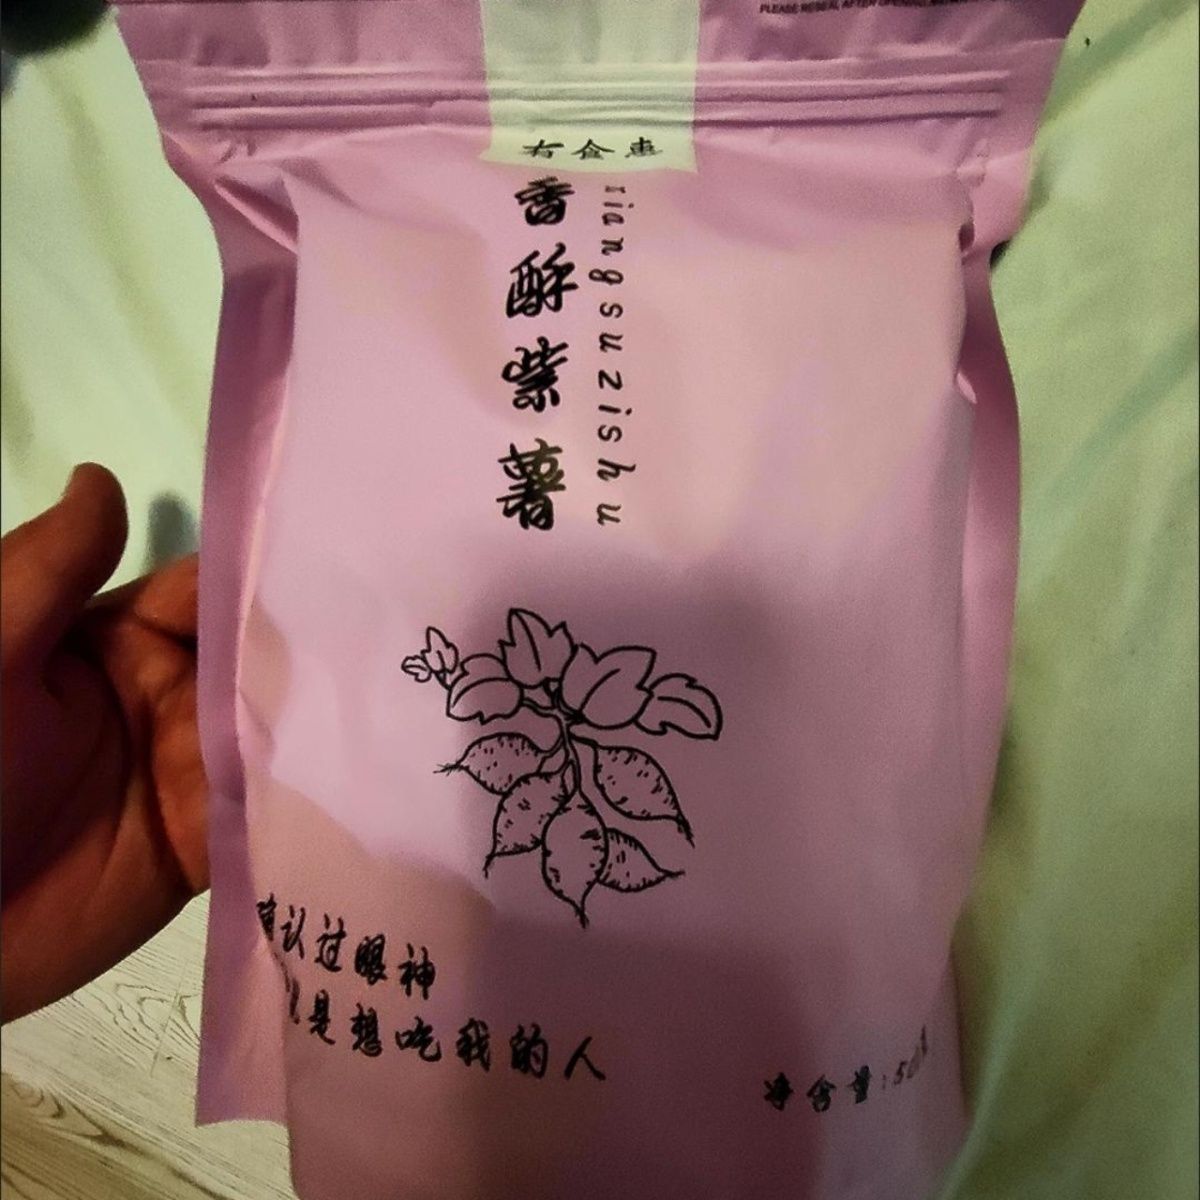 PLEASE RESEAL AFTER OPENING
有食惠
香酥紫薯
xiangsuzishu
确认过眼神
是想吃我的人
净含量:50